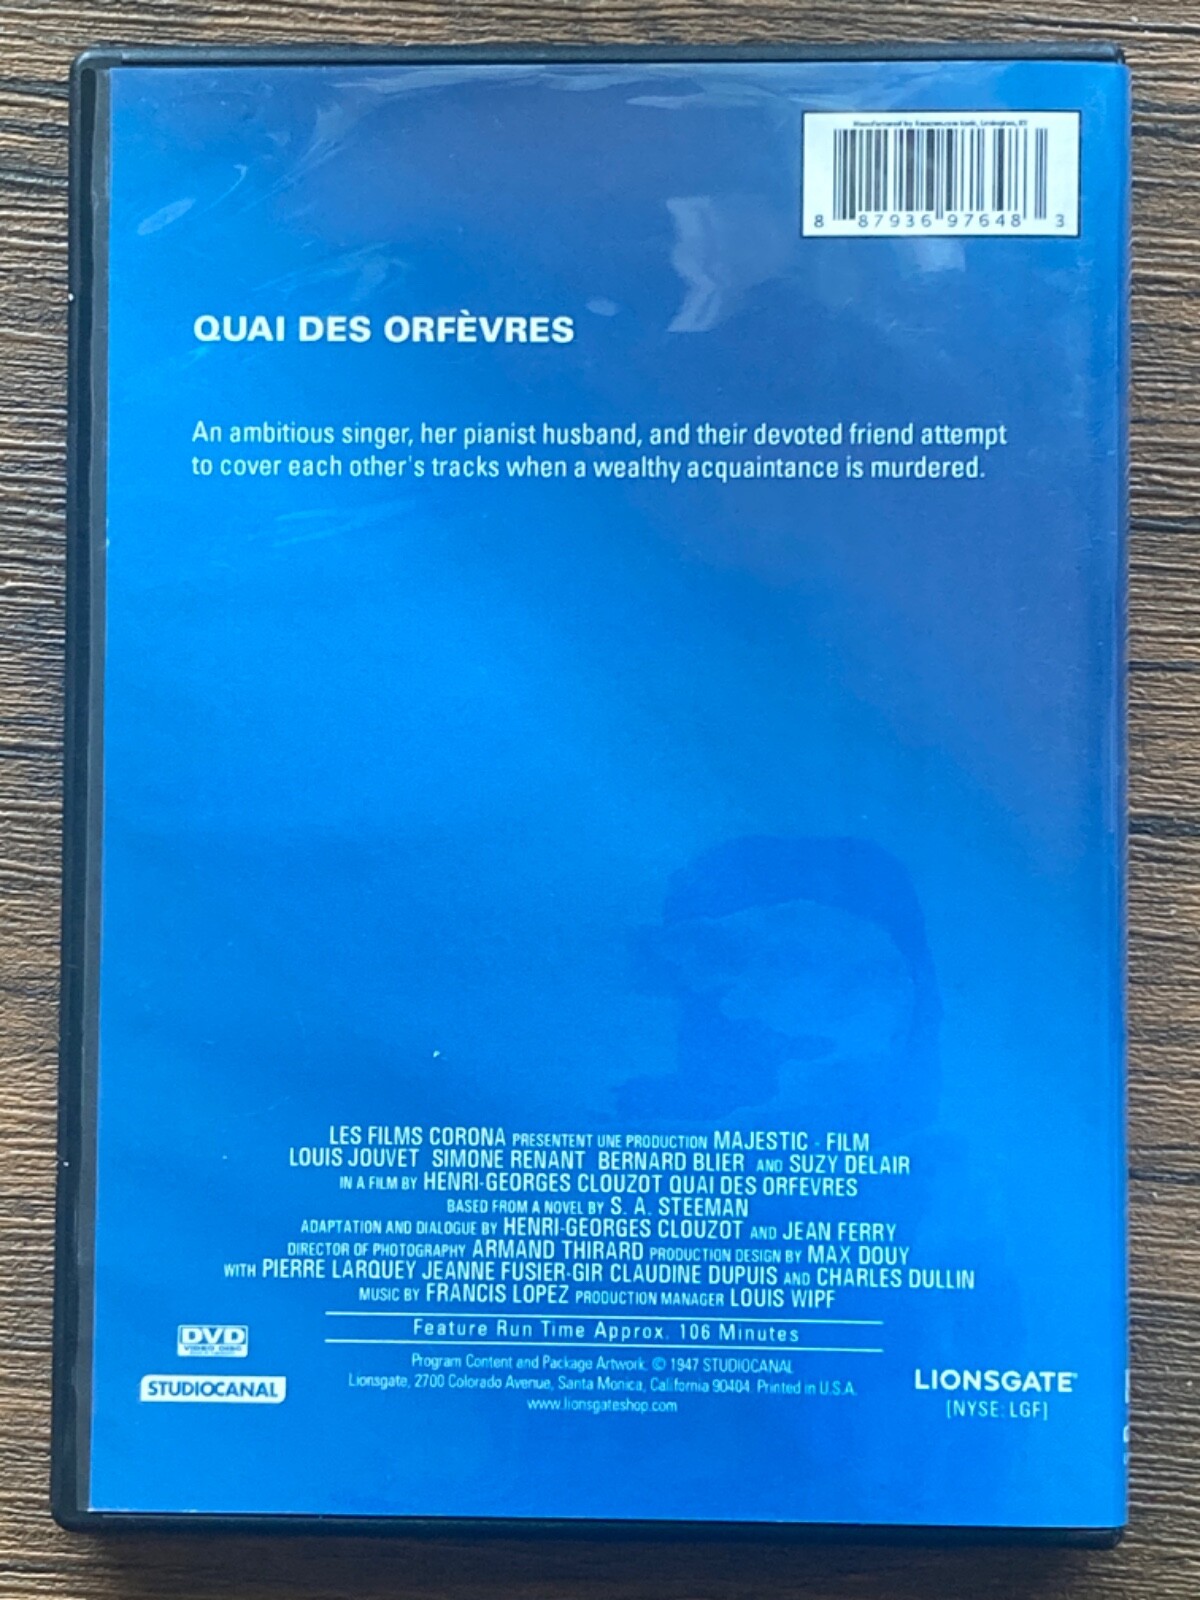 8 87936 97648 3
QUAI DES ORFÈVRES
An ambitious singer, her pianist husband, and their devoted friend attempt
to cover each other's tracks when a wealthy acquaintance is murdered.
LES FILMS CORONA PRESENTENT UNE PRODUCTION MAJESTIC - FILM
LOUIS JOUVET SIMONE RENANT BERNARD BLIER AND SUZY DELAIR
IN A FILM BY HENRI-GEORGES CLOUZOT QUAI DES ORFEVRES
BASED FROM A NOVEL BY S. A. STEEMAN
ADAPTATION AND DIALOGUE BY HENRI-GEORGES CLOUZOT AND JEAN FERRY
DIRECTOR OF PHOTOGRAPHY ARMAND THIRARD PRODUCTION DESIGN BY MAX DOUY
WITH PIERRE LARQUEY JEANNE FUSIER-GIR CLAUDINE DUPUIS AND CHARLES DULLIN
MUSIC BY FRANCIS LOPEZ PRODUCTION MANAGER LOUIS WIPF
Feature Run Time Approx. 106 Minutes
DVD
VIDEO DISC
STUDIOCANAL
Program Content and Package Artwork © 1947 STUDIOCANAL
Lionsgate, 2700 Colorado Avenue, Santa Monica, California 90404. Printed in U.S.A.
www.lionsgateshop.com
LIONSGATE
[NYSE: LGF]